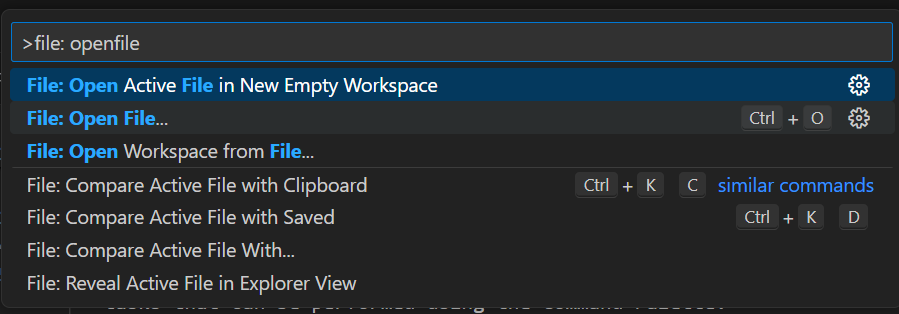 >file: openfile
File: Open Active File in New Empty Workspace
File: Open File... Ctrl + O
File: Open Workspace from File...
File: Compare Active File with Clipboard Ctrl + K C similar commands
File: Compare Active File with Saved Ctrl + K D
File: Compare Active File With...
File: Reveal Active File in Explorer View